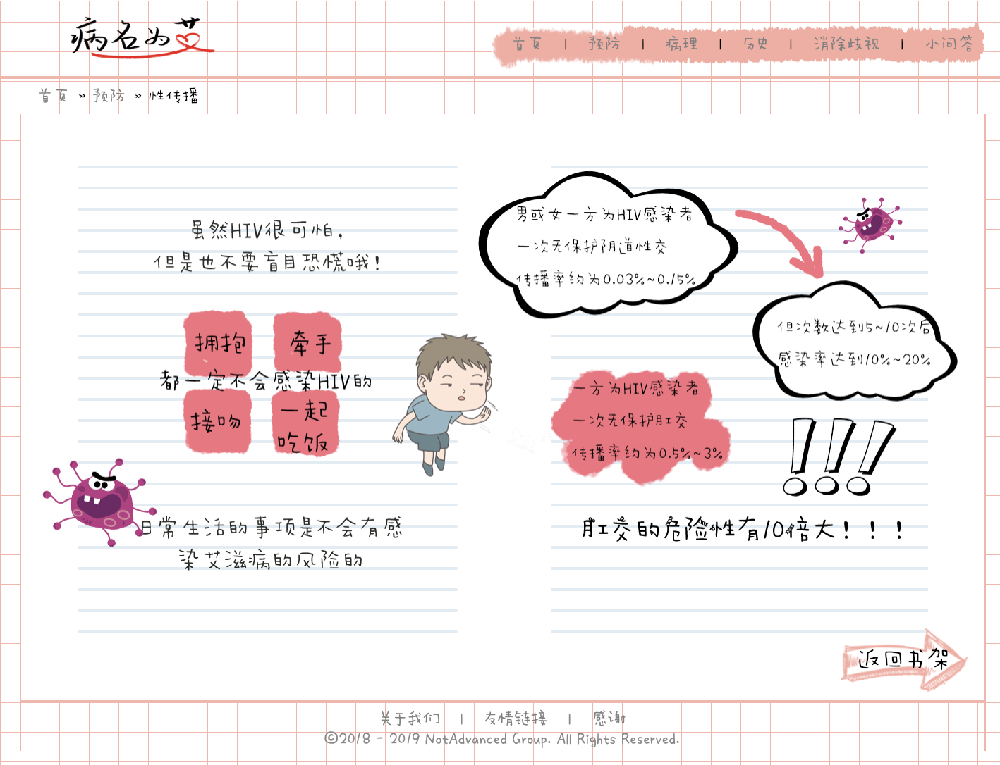 病名为艾
首页 | 预防 | 病理 | 历史 | 消除歧视 | 小问答
首页 » 预防 » 性传播
虽然HIV很可怕,
但是也不要盲目恐慌哦!
拥抱 牵手
都一定不会感染HIV的
接吻 一起
吃饭
日常生活的事项是不会有感
染艾滋病的风险的
男或女一方为HIV感染者
一次无保护阴道性交
传播率约为0.03%~0.15%
但次数达到5~10次后
感染率达到10%~20%
一方为HIV感染者
一次无保护肛交
传播率约为0.5%~3%
!!!
肛交的危险性有10倍大!!!
返回书架
关于我们 | 友情链接 | 感谢
©2018 - 2019 NotAdvanced Group. All Rights Reserved.